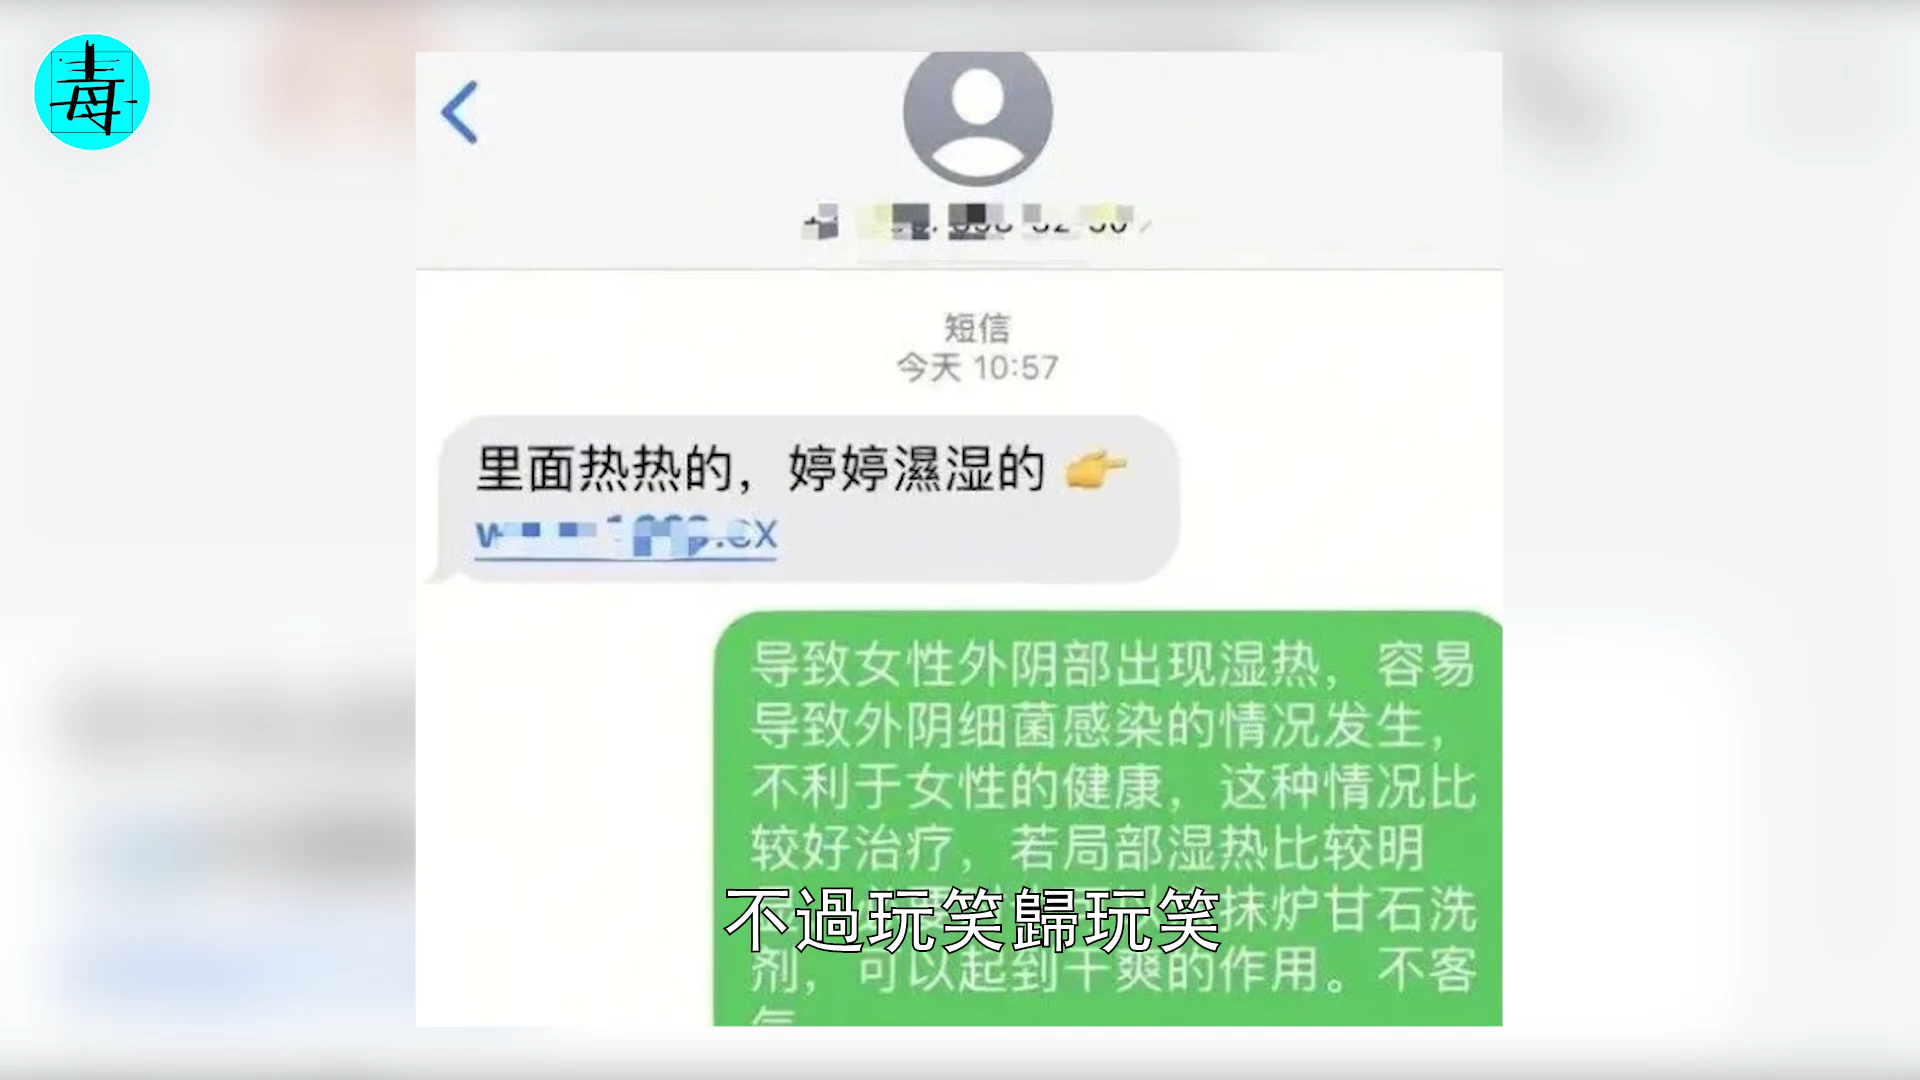 毒
短信
今天 10:57
里面热热的，婷婷濕湿的 👉
导致女性外阴部出现湿热，容易
导致外阴细菌感染的情况发生，
不利于女性的健康，这种情况比
较好治疗，若局部湿热比较明
抹炉甘石洗
不過玩笑歸玩笑
剂，可以起到干爽的作用。不客